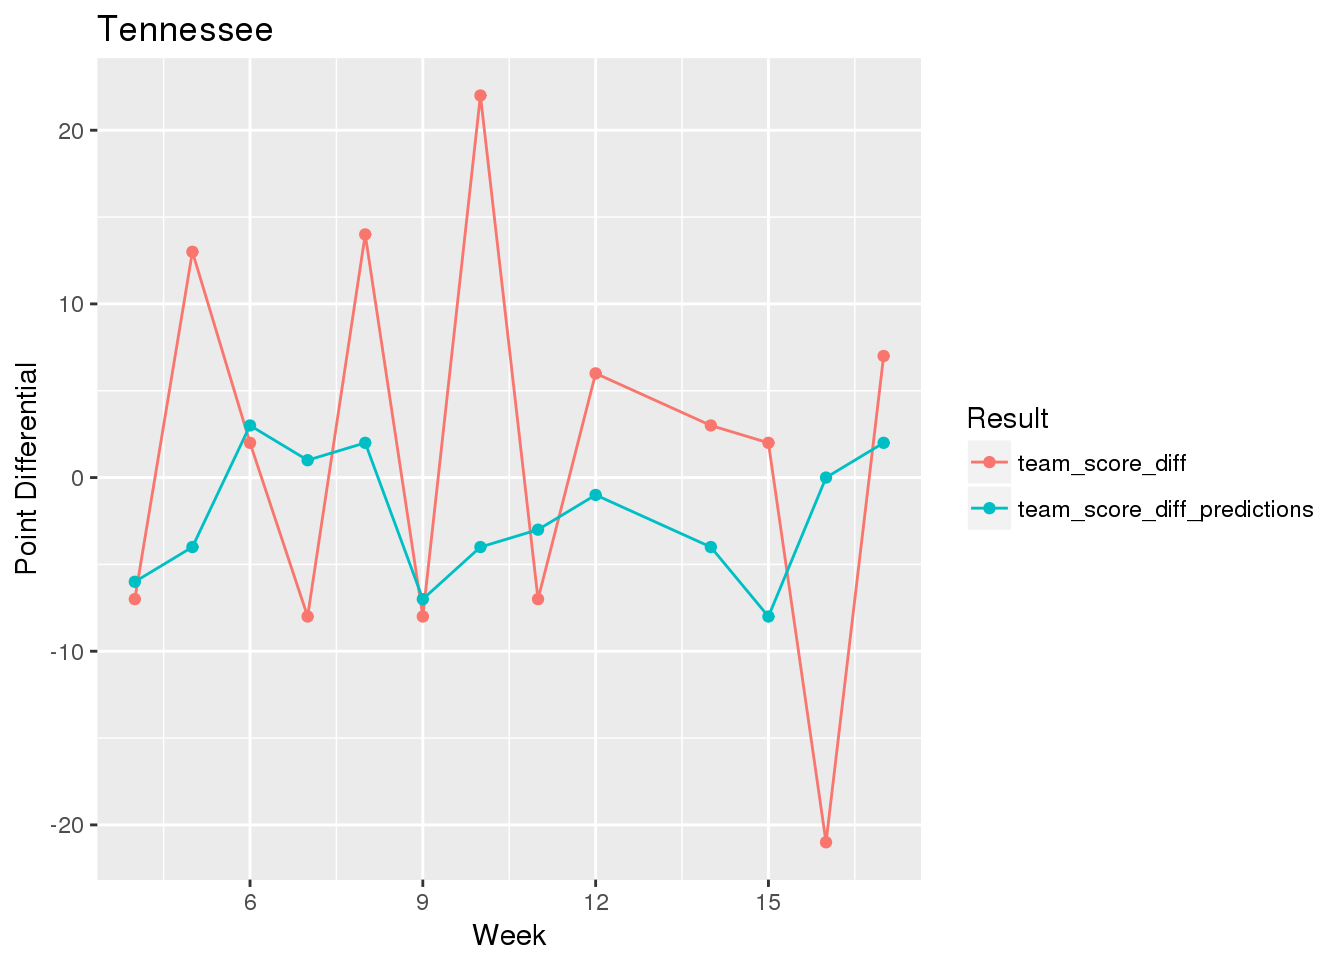 Tennessee
20
10
0
-10
-20
Point Differential
6 9 12 15
Week
Result
team_score_diff
team_score_diff_predictions